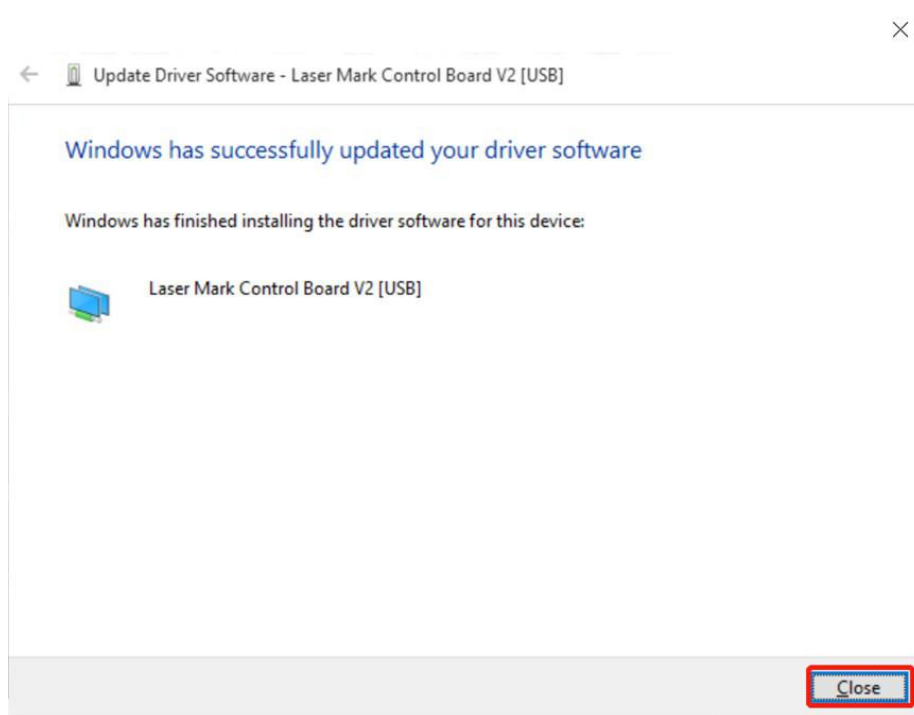 Update Driver Software - Laser Mark Control Board V2 [USB]
Windows has successfully updated your driver software
Windows has finished installing the driver software for this device:
Laser Mark Control Board V2 [USB]
Close